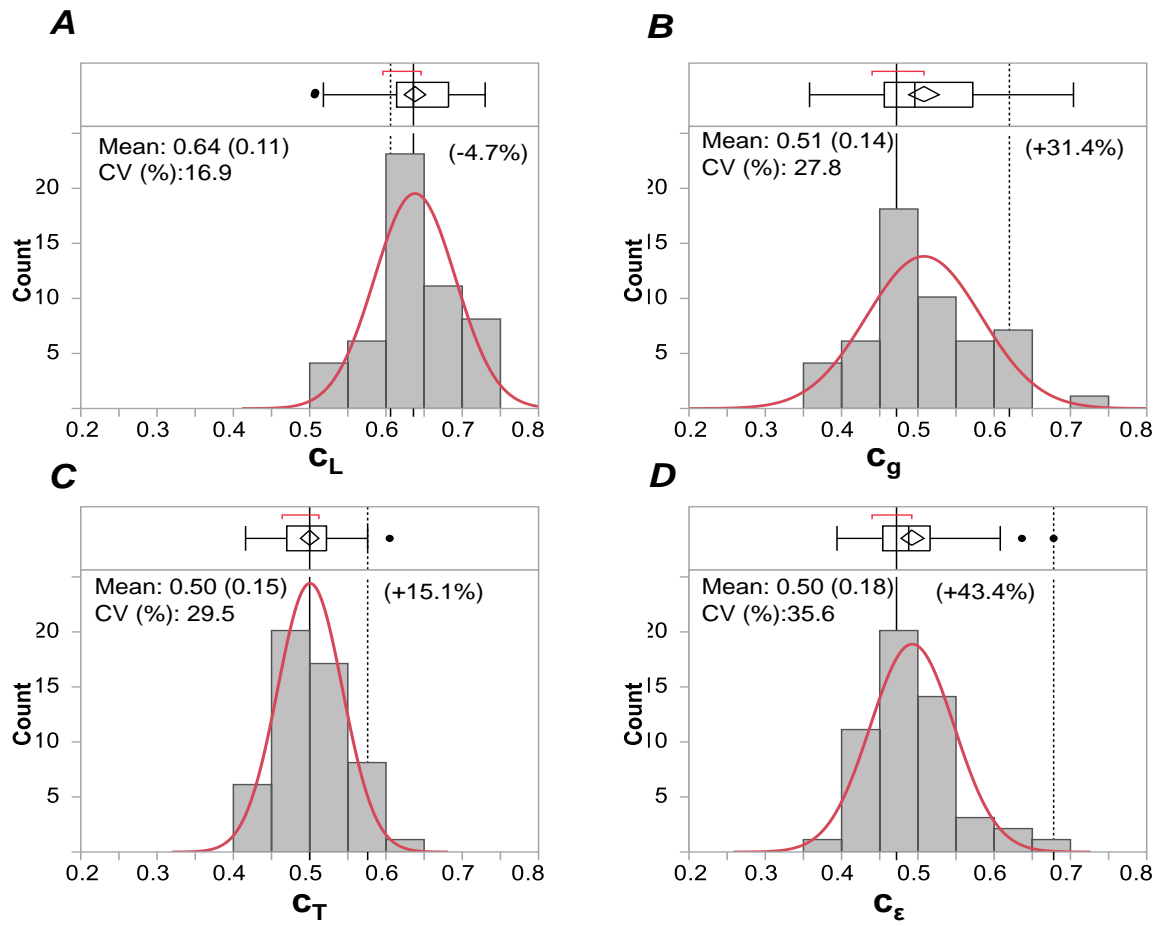 A
Mean: 0.64 (0.11)
CV (%):16.9
(-4.7%)
20
15
10
5
Count
0.2 0.3 0.4 0.5 0.6 0.7 0.8
cL
B
Mean: 0.51 (0.14)
CV (%): 27.8
(+31.4%)
20
15
10
5
Count
0.2 0.3 0.4 0.5 0.6 0.7 0.8
cg
C
Mean: 0.50 (0.15)
CV (%): 29.5
(+15.1%)
20
15
10
5
Count
0.2 0.3 0.4 0.5 0.6 0.7 0.8
cT
D
Mean: 0.50 (0.18)
CV (%):35.6
(+43.4%)
20
15
10
5
Count
0.2 0.3 0.4 0.5 0.6 0.7 0.8
cε